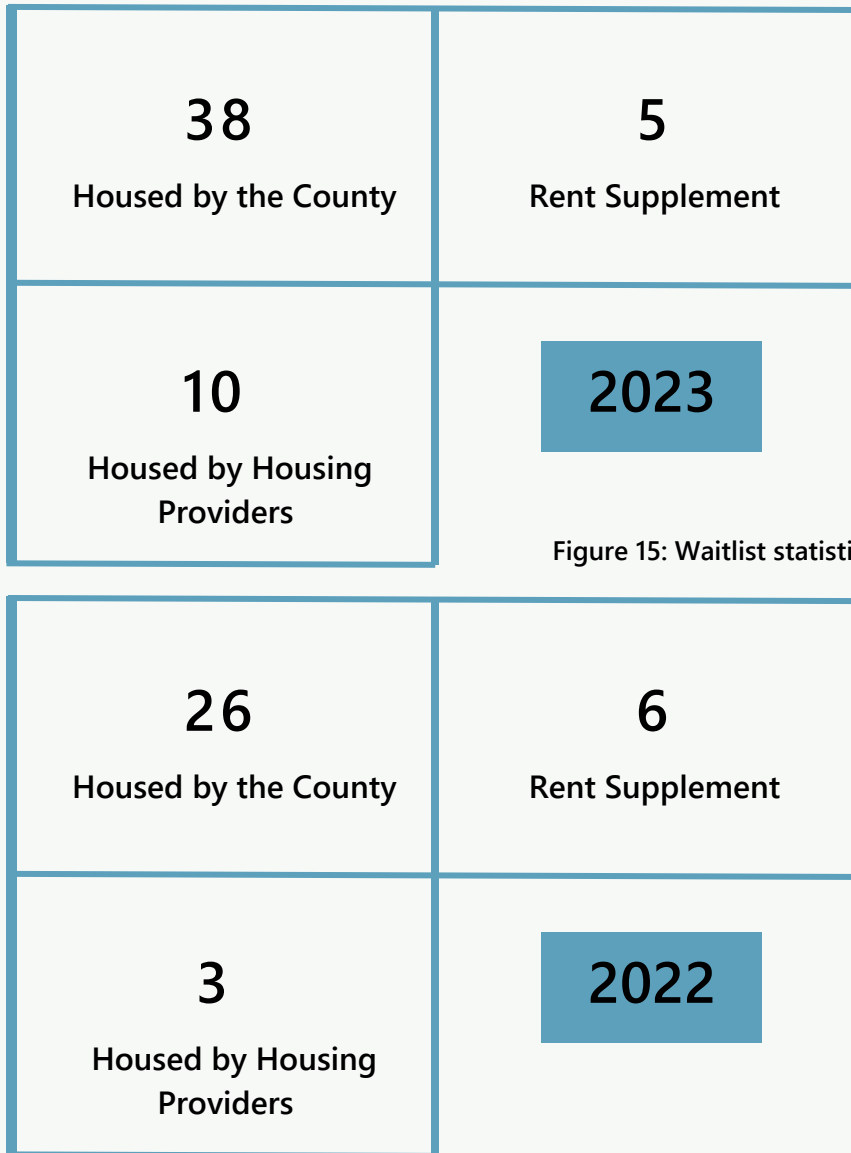 38
Housed by the County
5
Rent Supplement
10
Housed by Housing
Providers
2023
Figure 15: Waitlist
26
Housed by the County
6
Rent Supplement
3
Housed by Housing
Providers
2022